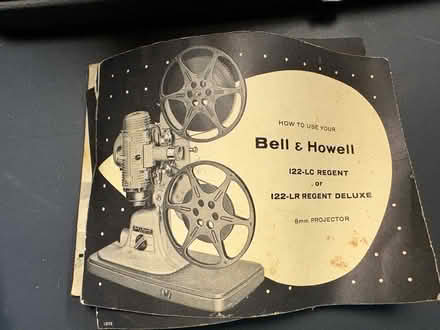 HOW TO USE YOUR
Bell & Howell
122-LC REGENT
or
122-LR REGENT DELUXE
8mm PROJECTOR